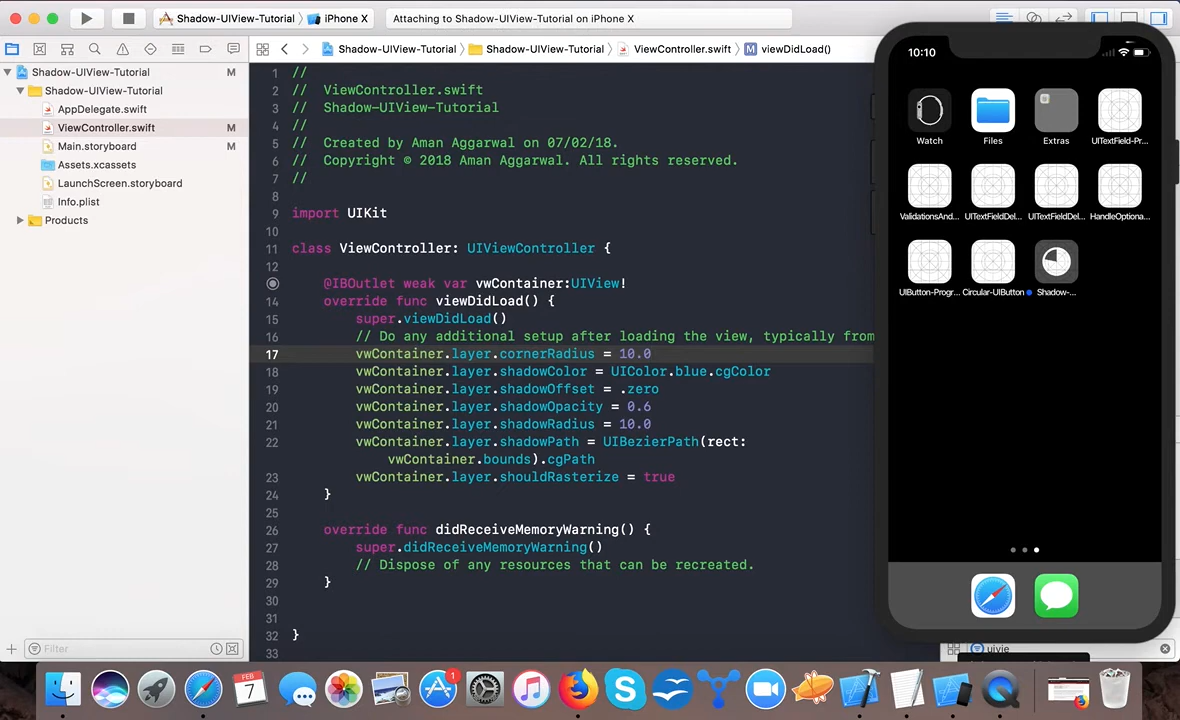 Shadow-UIView-Tutorial
iPhone X
Attaching to Shadow-UIView-Tutorial on iPhone X
Shadow-UIView-Tutorial
Shadow-UIView-Tutorial
ViewController.swift
M
viewDidLoad()
Shadow-UIView-Tutorial M
Shadow-UIView-Tutorial
AppDelegate.swift
ViewController.swift M
Main.storyboard M
Assets.xcassets
LaunchScreen.storyboard
Info.plist
Products
Filter
1 //
2 // ViewController.swift
3 // Shadow-UIView-Tutorial
4 //
5 // Created by Aman Aggarwal on 07/02/18.
6 // Copyright © 2018 Aman Aggarwal. All rights reserved.
7 //
8
9 import UIKit
10
11 class ViewController: UIViewController {
12
@IBOutlet weak var vwContainer:UIView!
14 override func viewDidLoad() {
15 super.viewDidLoad()
16 // Do any additional setup after loading the view, typically from
17 vwContainer.layer.cornerRadius = 10.0
18 vwContainer.layer.shadowColor = UIColor.blue.cgColor
19 vwContainer.layer.shadowOffset = .zero
20 vwContainer.layer.shadowOpacity = 0.6
21 vwContainer.layer.shadowRadius = 10.0
22 vwContainer.layer.shadowPath = UIBezierPath(rect:
vwContainer.bounds).cgPath
23 vwContainer.layer.shouldRasterize = true
24 }
25
26 override func didReceiveMemoryWarning() {
27 super.didReceiveMemoryWarning()
28 // Dispose of any resources that can be recreated.
29 }
30
31
32 }
33
10:10
Watch
Files
Extras
UITextField-Pr...
ValidationsAnd...
UITextFieldDel...
UITextFieldDel...
HandleOptiona...
UIButton-Progr...
Circular-UIButton
Shadow-...
uivie
FEB
7
1